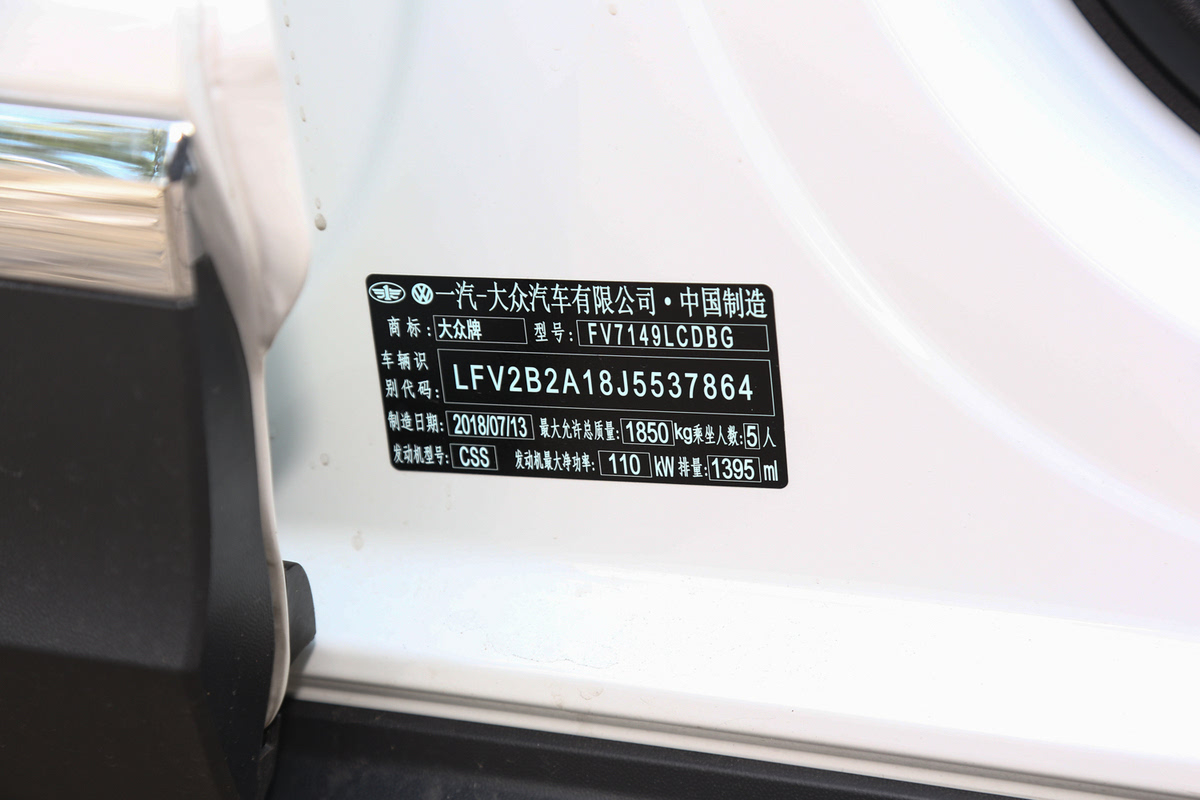 一汽-大众汽车有限公司·中国制造
商标: 大众牌 型号: FV7149LCDBG
车辆识别代码: LFV2B2A18J5537864
制造日期: 2018/07/13 最大允许总质量: 1850 kg 乘坐人数: 5 人
发动机型号: CSS 发动机最大净功率: 110 kW 排量: 1395 ml